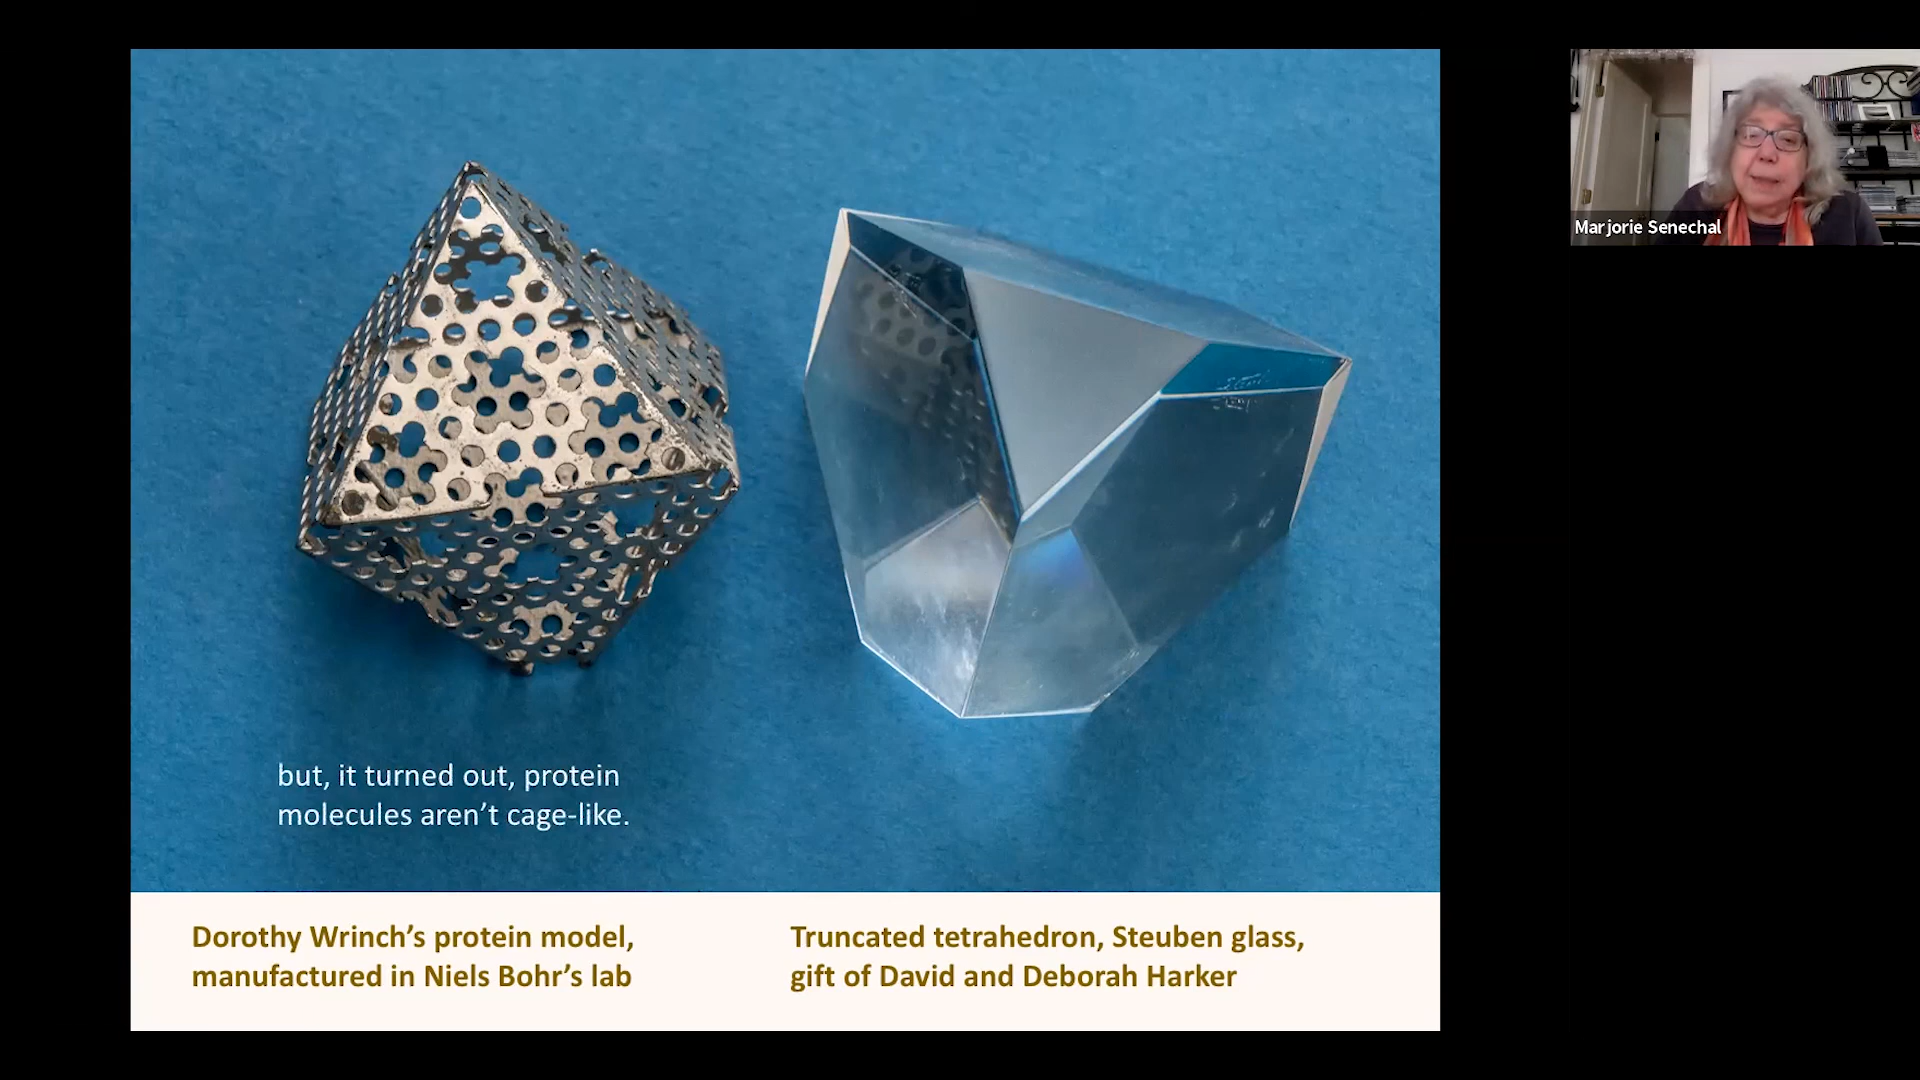 Marjorie Senechal
but, it turned out, protein
molecules aren’t cage-like.
Dorothy Wrinch’s protein model,
manufactured in Niels Bohr’s lab
Truncated tetrahedron, Steuben glass,
gift of David and Deborah Harker